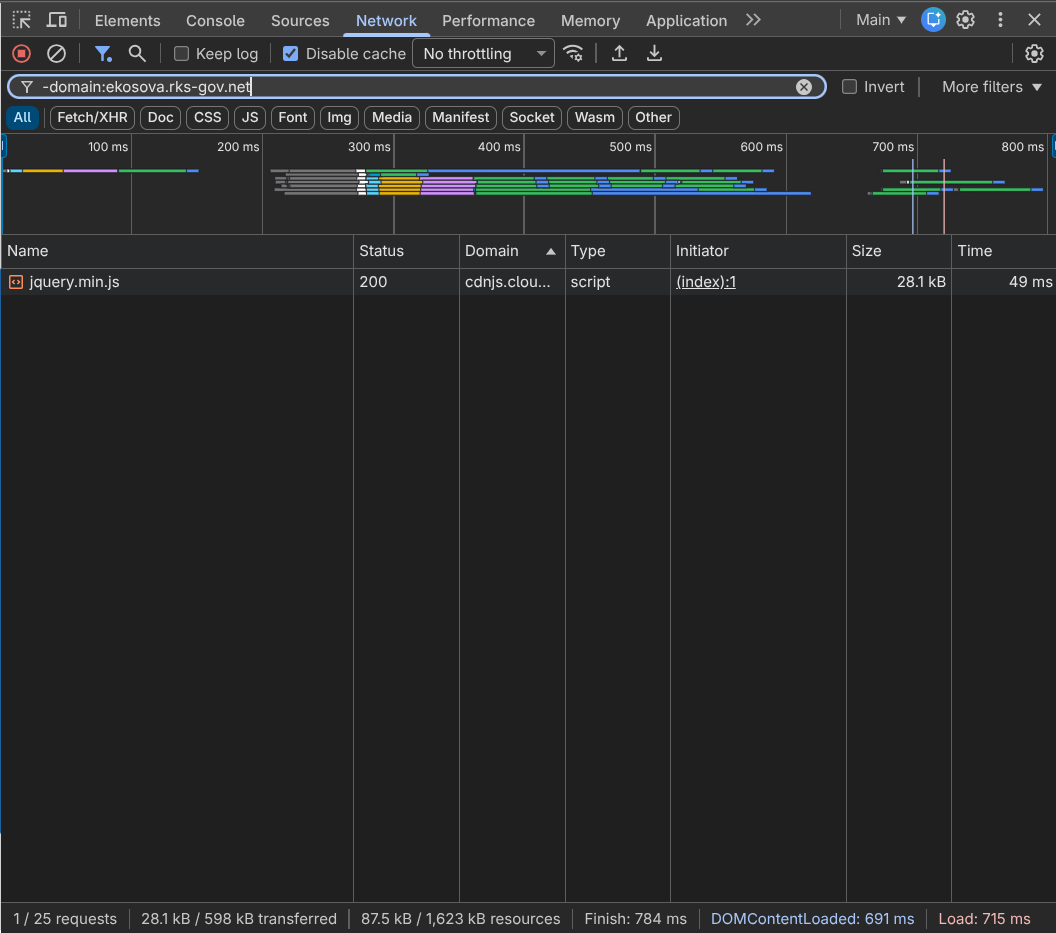 Elements Console Sources Network Performance Memory Application Main
Keep log Disable cache No throttling
-domain:ekosova.rks-gov.net Invert More filters
All Fetch/XHR Doc CSS JS Font Img Media Manifest Socket Wasm Other
100 ms 200 ms 300 ms 400 ms 500 ms 600 ms 700 ms 800 ms
Name Status Domain Type Initiator Size Time
jquery.min.js 200 cdnjs.clou... script (index):1 28.1 kB 49 ms
1 / 25 requests 28.1 kB / 598 kB transferred 87.5 kB / 1,623 kB resources Finish: 784 ms DOMContentLoaded: 691 ms Load: 715 ms